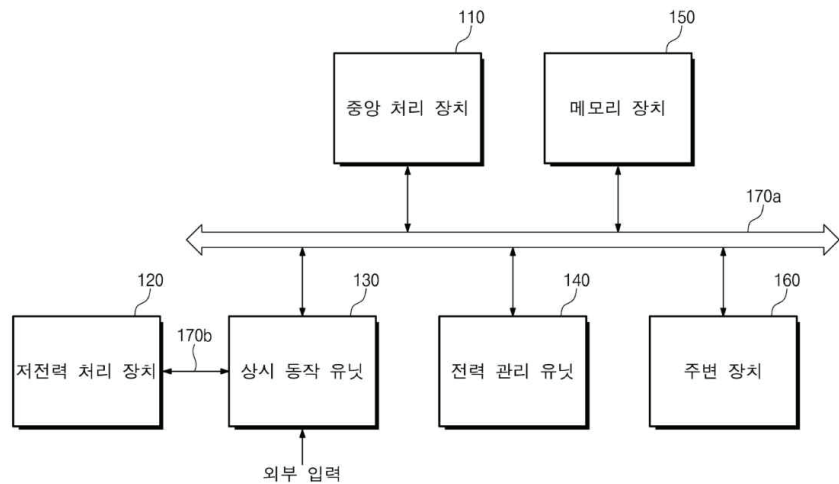 110
150
중앙 처리 장치
메모리 장치
170a
120
130
140
160
170b
저전력 처리 장치
상시 동작 유닛
전력 관리 유닛
주변 장치
외부 입력